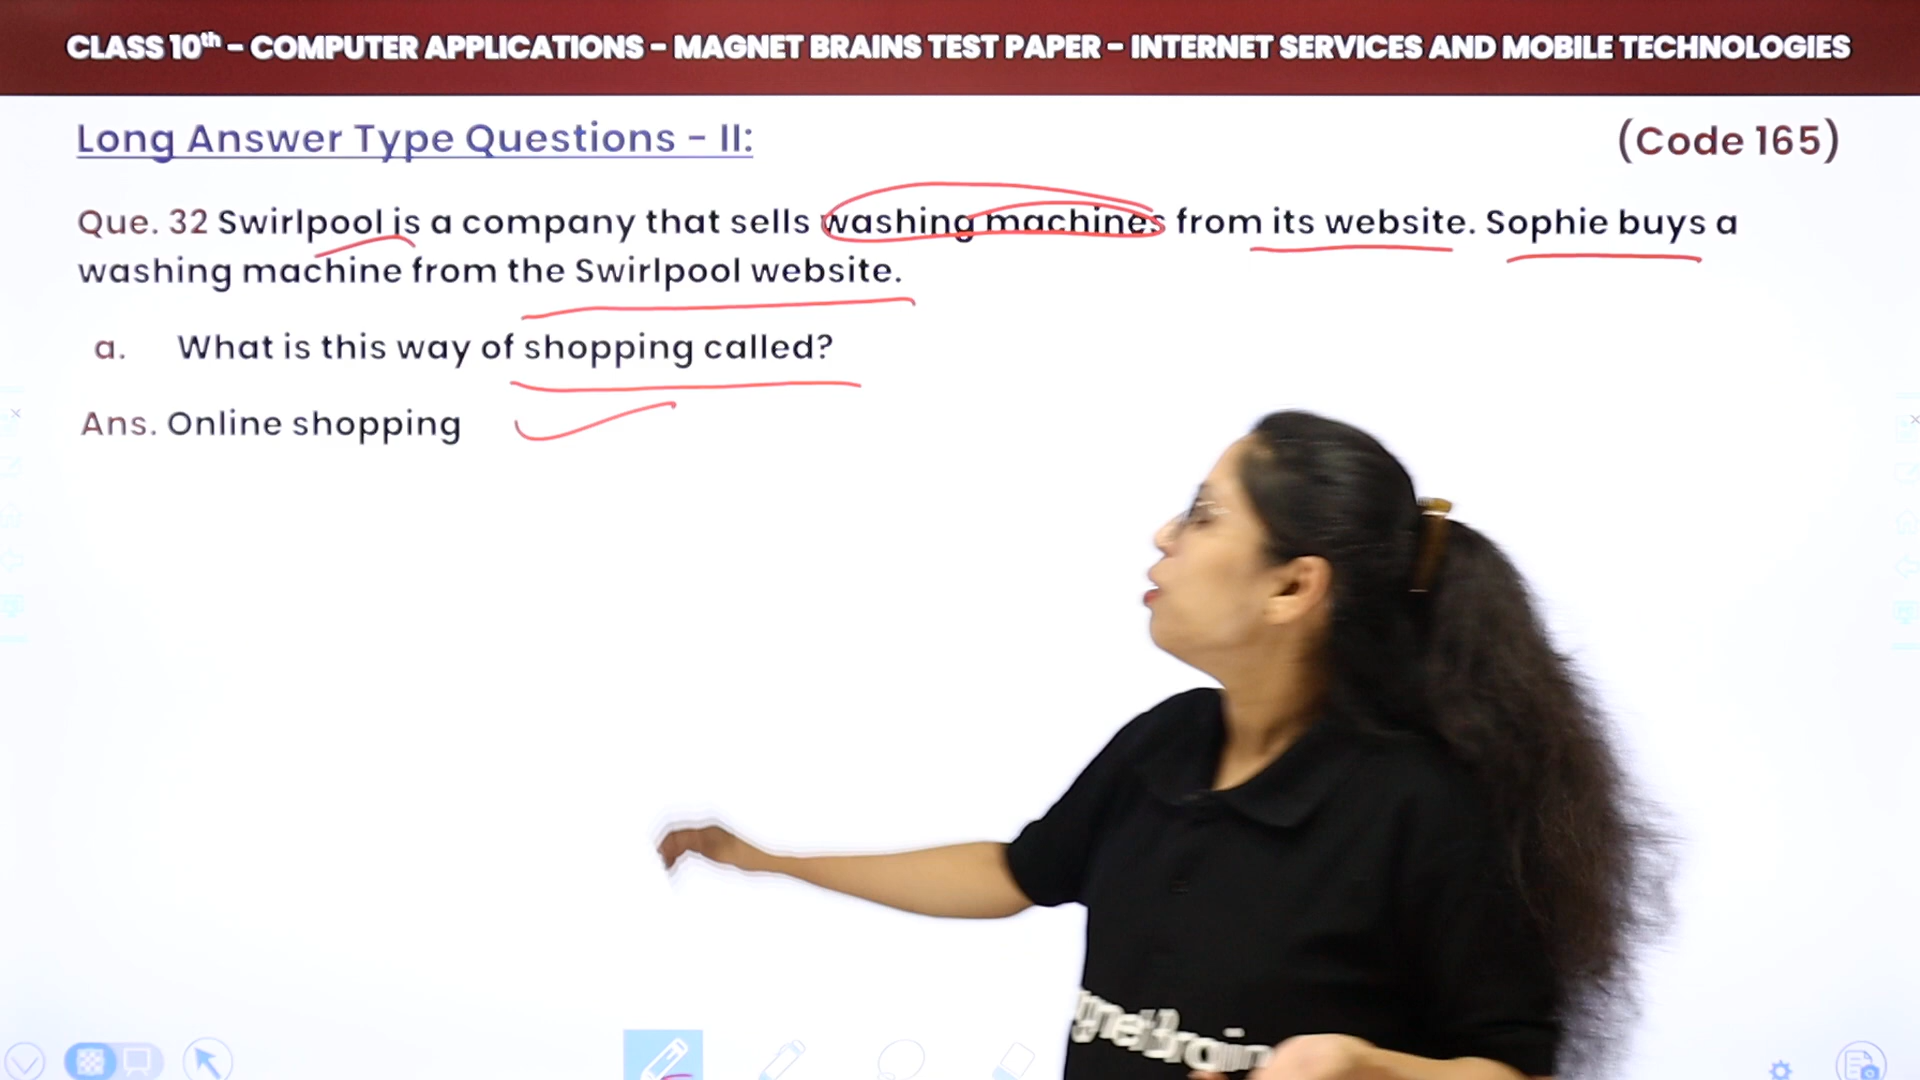 CLASS 10th – COMPUTER APPLICATIONS – MAGNET BRAINS TEST PAPER – INTERNET SERVICES AND MOBILE TECHNOLOGIES
Long Answer Type Questions – II:
(Code 165)
Que. 32 Swirlpool is a company that sells washing machines from its website. Sophie buys a
washing machine from the Swirlpool website.
a. What is this way of shopping called?
Ans. Online shopping
gnet Brain